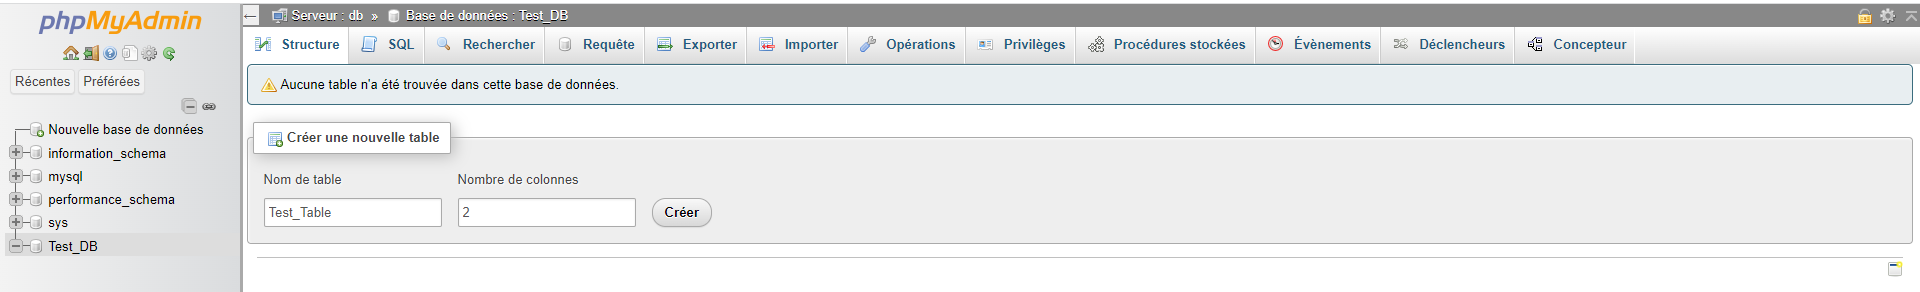 phpMyAdmin
Récentes Préférées
Nouvelle base de données
information_schema
mysql
performance_schema
sys
Test_DB
Serveur : db » Base de données : Test_DB
Structure SQL Rechercher Requête Exporter Importer Opérations Privilèges Procédures stockées Évènements Déclencheurs Concepteur
Aucune table n'a été trouvée dans cette base de données.
Créer une nouvelle table
Nom de table Nombre de colonnes
Test_Table 2 Créer